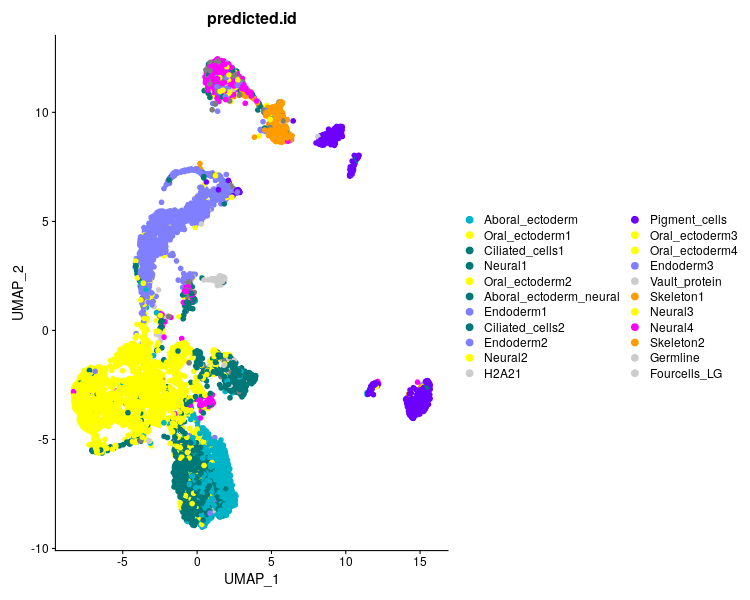 predicted.id
10
5
0
-5
-10
UMAP_2
-5
0
5
10
15
UMAP_1
Aboral_ectoderm
Oral_ectoderm1
Ciliated_cells1
Neural1
Oral_ectoderm2
Aboral_ectoderm_neural
Endoderm1
Ciliated_cells2
Endoderm2
Neural2
H2A21
Pigment_cells
Oral_ectoderm3
Oral_ectoderm4
Endoderm3
Vault_protein
Skeleton1
Neural3
Neural4
Skeleton2
Germline
Fourcells_LG